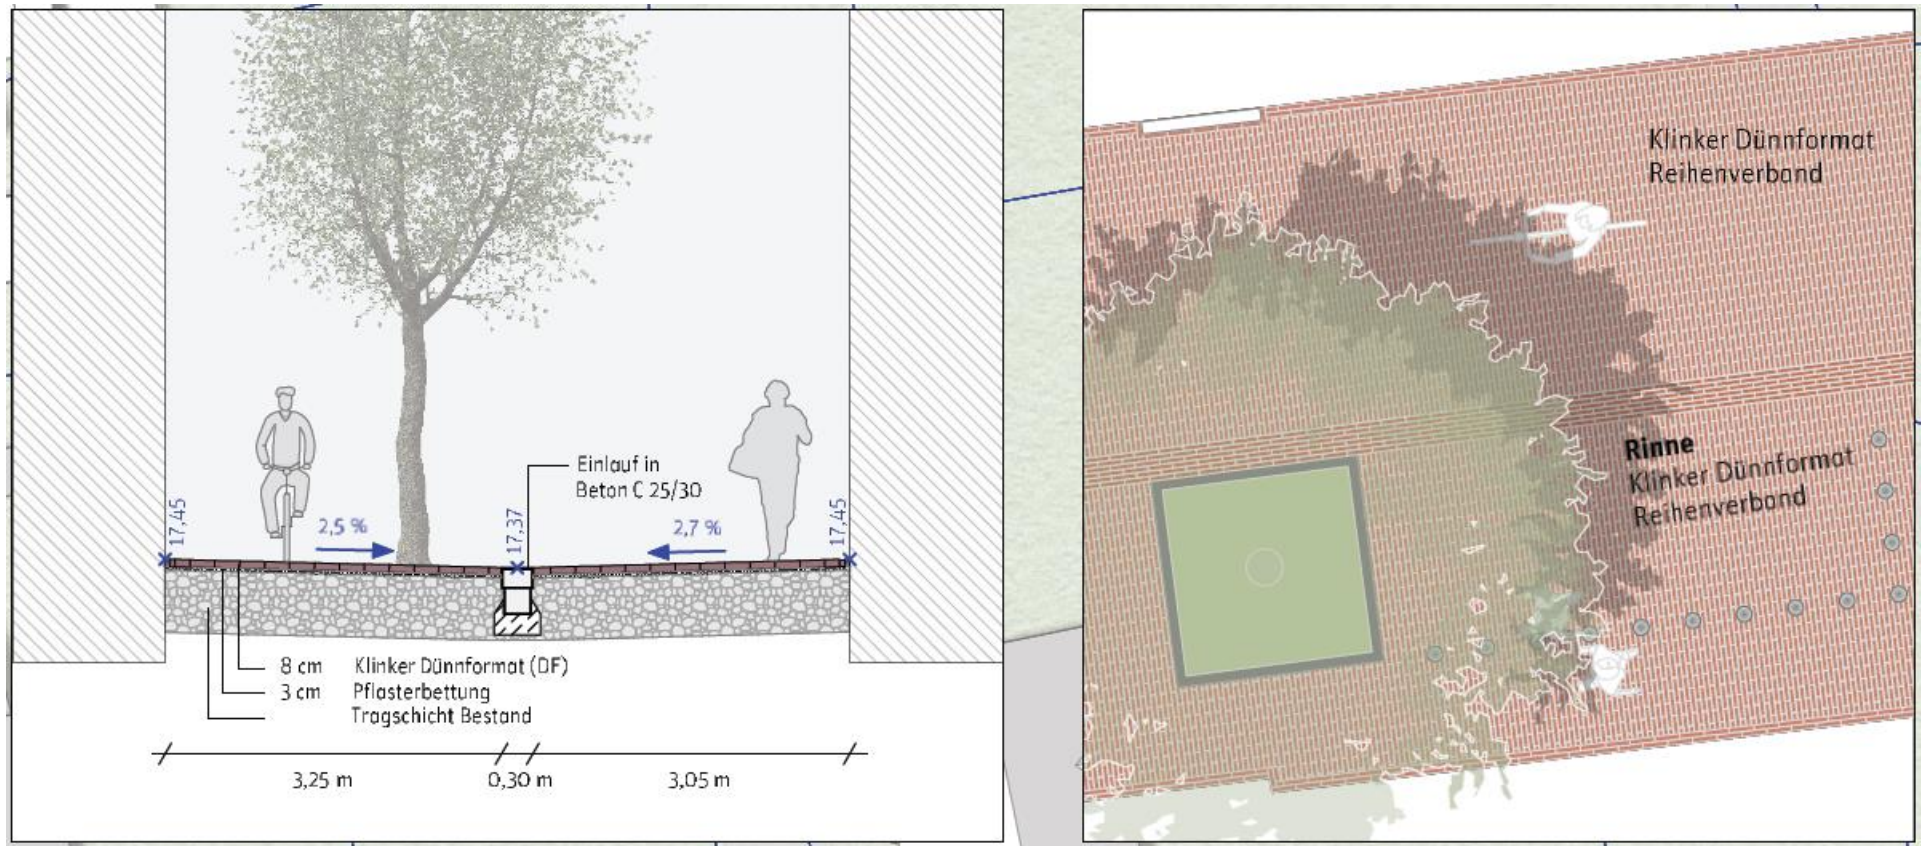 Einlauf in
Beton C 25/30
17,45
2,5 %
17,37
2,7 %
17,45
8 cm Klinker Dünnformat (DF)
3 cm Pflasterbettung
Tragschicht Bestand
3,25 m 0,30 m 3,05 m
Klinker Dünnformat
Reihenverband
Rinne
Klinker Dünnformat
Reihenverband